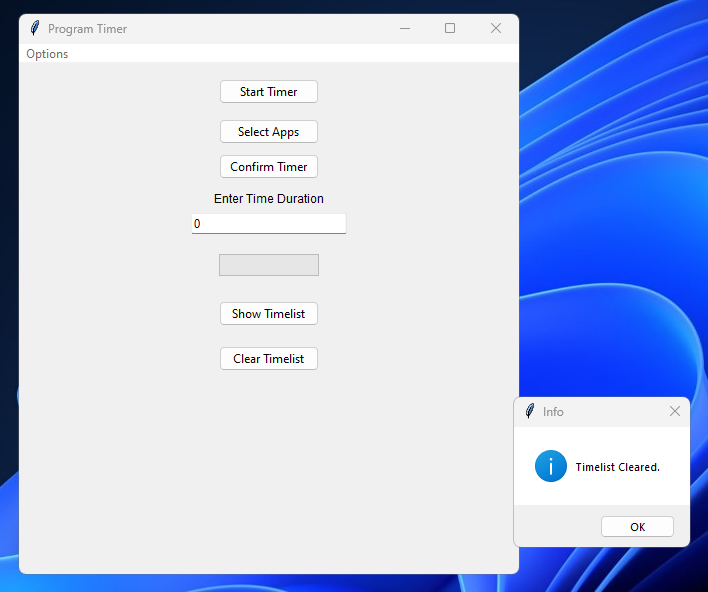 Program Timer
Options
Start Timer
Select Apps
Confirm Timer
Enter Time Duration
0
Show Timelist
Clear Timelist
Info
Timelist Cleared.
OK